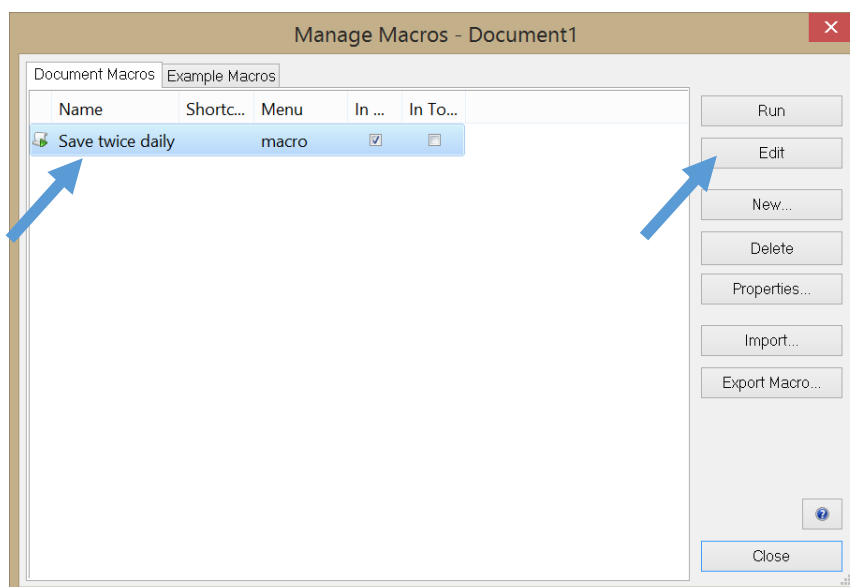 Manage Macros - Document1
Document Macros Example Macros
Name Shortc... Menu In ... In To...
Run
Save twice daily macro
Edit
New...
Delete
Properties...
Import...
Export Macro...
Close